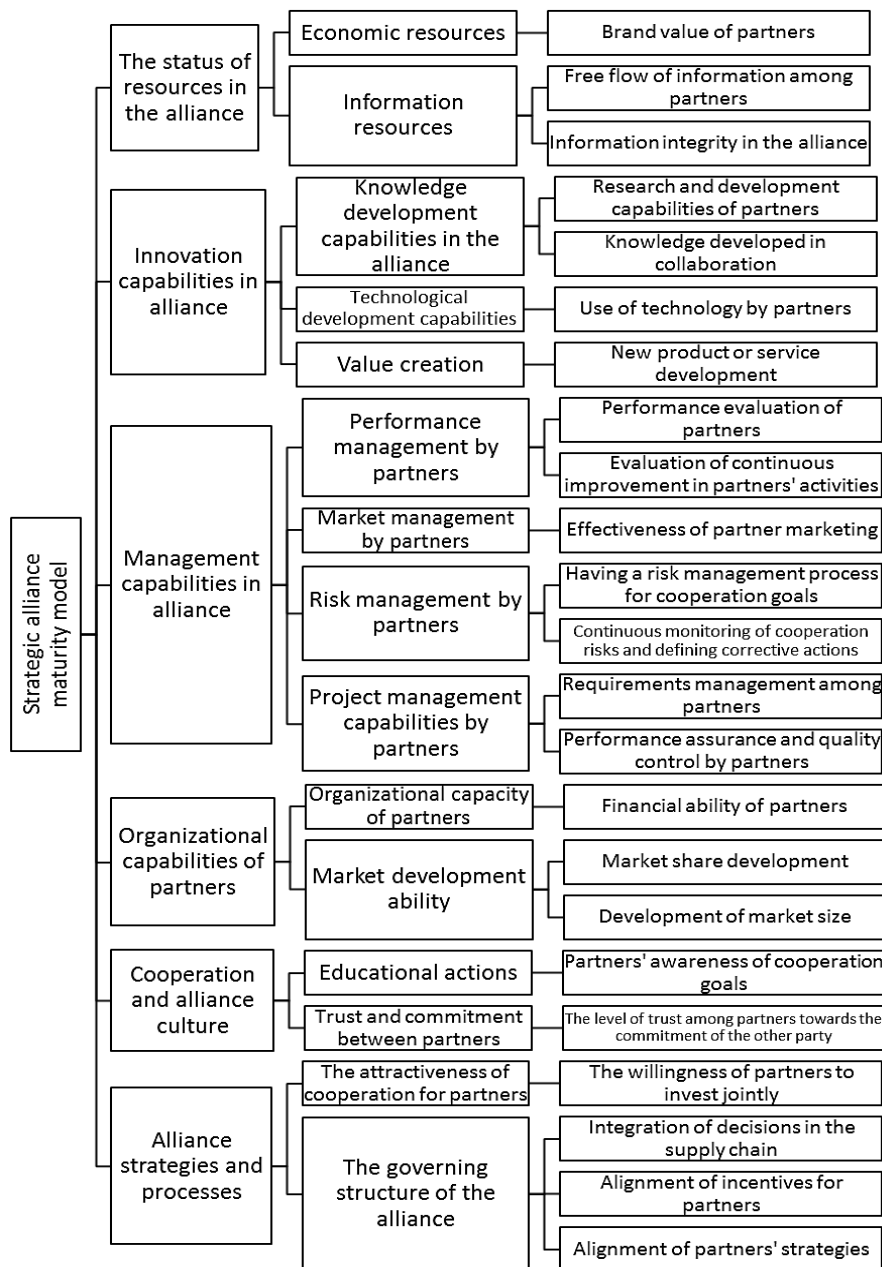 Strategic alliance
maturity model
The status of
resources in
the alliance
Economic resources
Brand value of partners
Information
resources
Free flow of information among
partners
Information integrity in the alliance
Innovation
capabilities in
alliance
Knowledge
development
capabilities in the
alliance
Research and development
capabilities of partners
Knowledge developed in
collaboration
Technological
development capabilities
Use of technology by partners
Value creation
New product or service
development
Management
capabilities in
alliance
Performance
management by
partners
Performance evaluation of
partners
Evaluation of continuous
improvement in partners' activities
Market management
by partners
Effectiveness of partner marketing
Risk management by
partners
Having a risk management process
for cooperation goals
Continuous monitoring of cooperation
risks and defining corrective actions
Project management
capabilities by
partners
Requirements management among
partners
Performance assurance and quality
control by partners
Organizational
capabilities of
partners
Organizational capacity
of partners
Financial ability of partners
Market development
ability
Market share development
Development of market size
Cooperation
and alliance
culture
Educational actions
Partners' awareness of cooperation
goals
Trust and commitment
between partners
The level of trust among partners towards the
commitment of the other party
Alliance
strategies and
processes
The attractiveness of
cooperation for partners
The willingness of partners to
invest jointly
The governing
structure of the
alliance
Integration of decisions in the
supply chain
Alignment of incentives for
partners
Alignment of partners' strategies